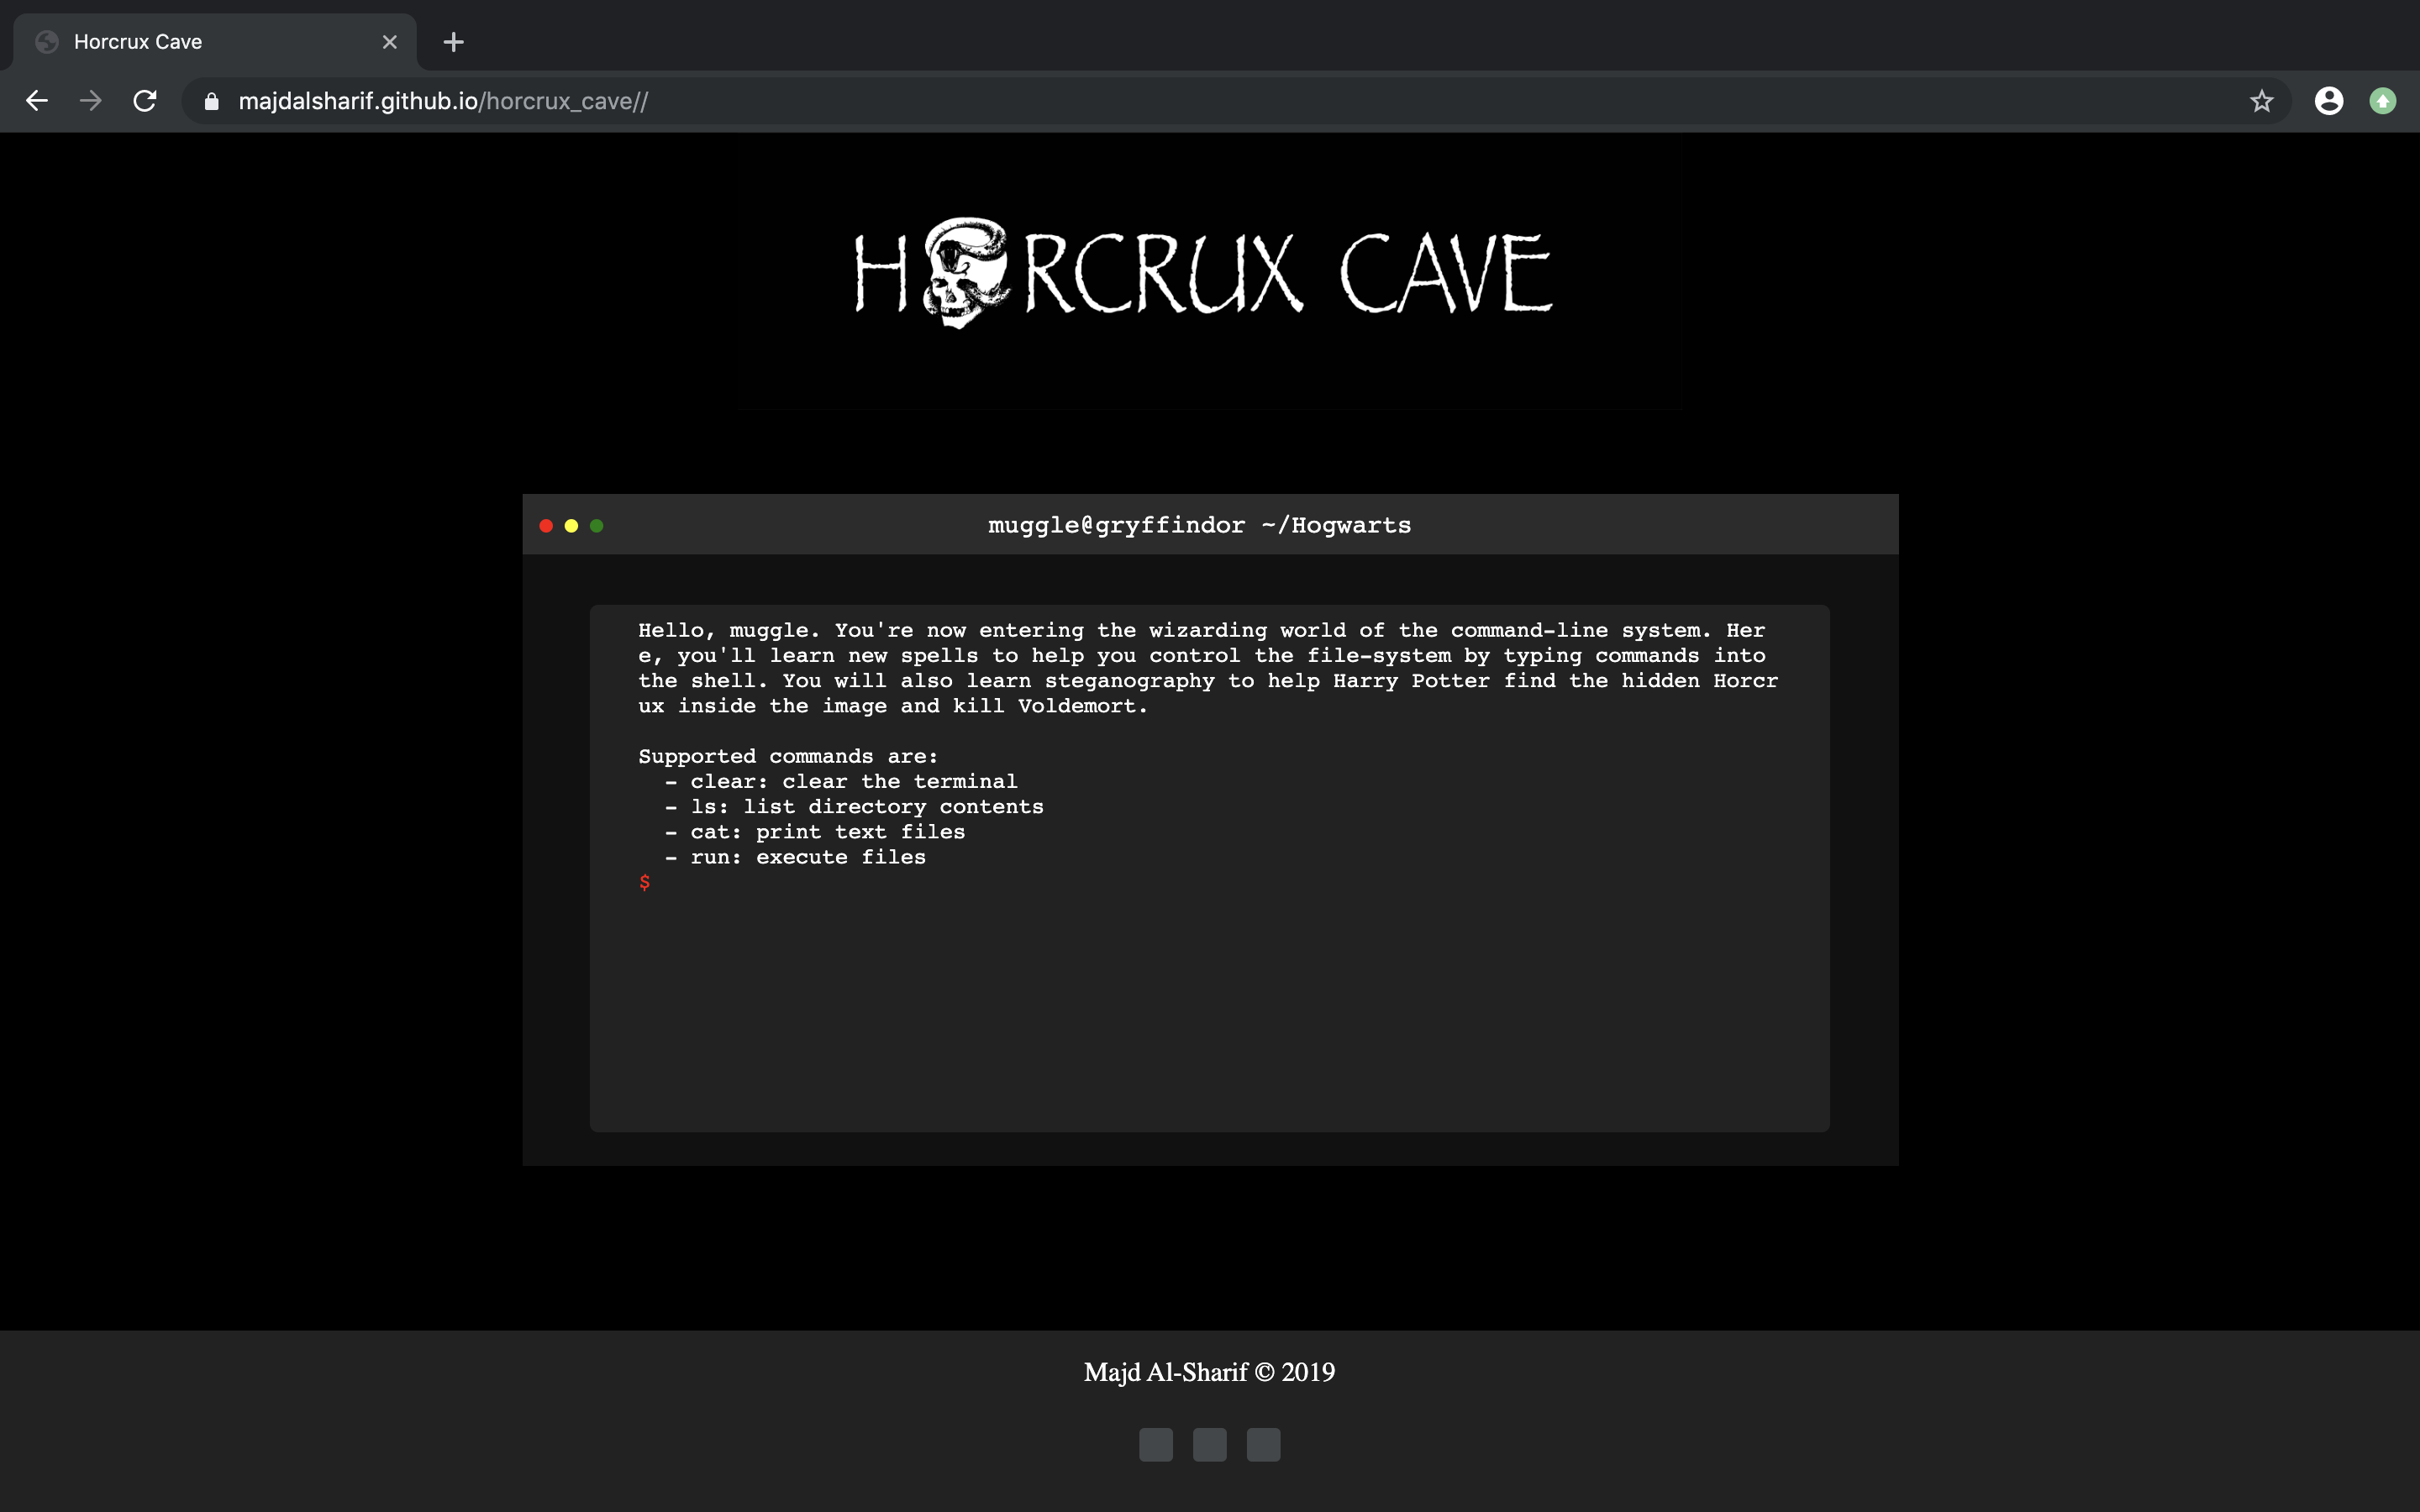 Horcrux Cave
majdalsharif.github.io/horcrux_cave//
H RCRUX CAVE
muggle@gryffindor ~/Hogwarts
Hello, muggle. You're now entering the wizarding world of the command-line system. Her
e, you'll learn new spells to help you control the file-system by typing commands into
the shell. You will also learn steganography to help Harry Potter find the hidden Horcr
ux inside the image and kill Voldemort.
Supported commands are:
- clear: clear the terminal
- ls: list directory contents
- cat: print text files
- run: execute files
$
Majd Al-Sharif © 2019